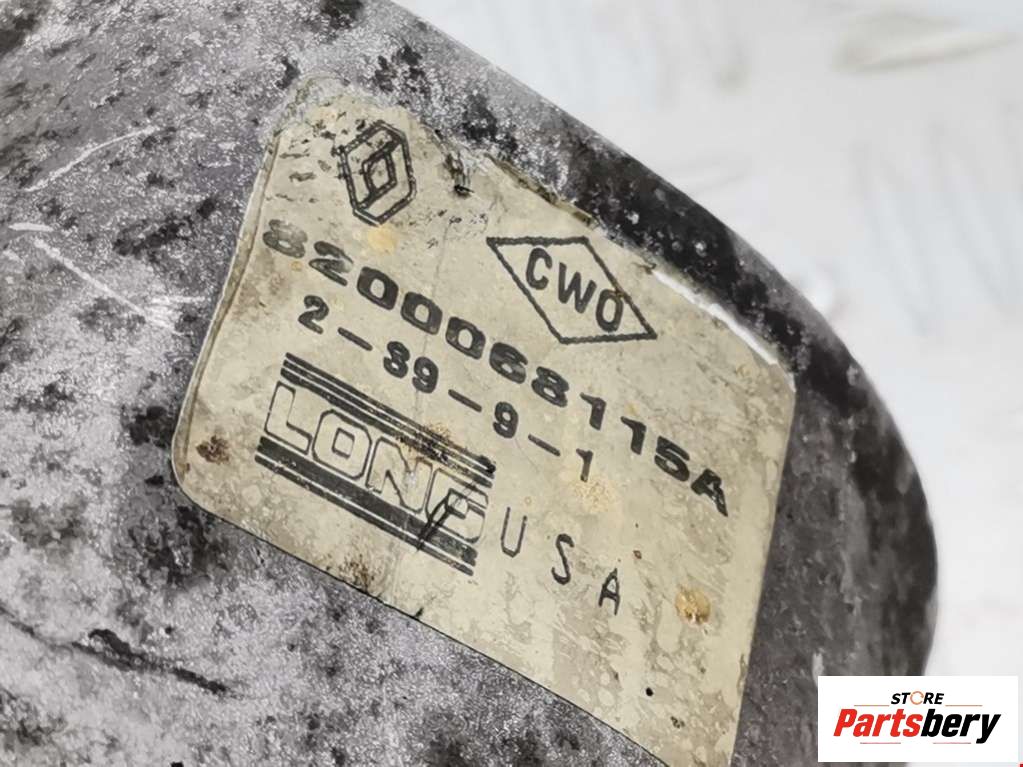 CWO
8200068115A
2-39-9-1
LONG USA
STORE
Partsbery